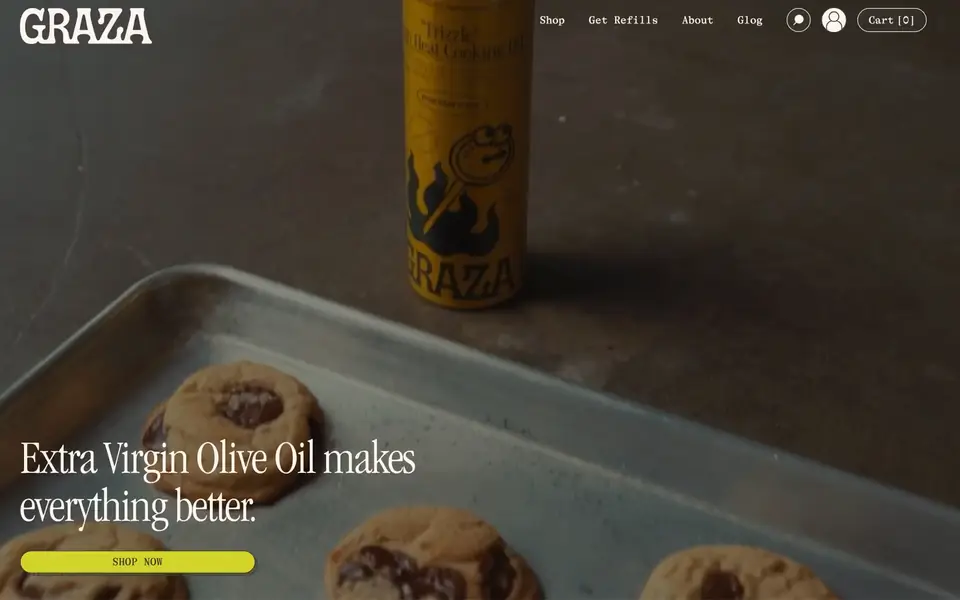 GRAZA
Shop
Get Refills
About
Glog
Cart [0]
GRAZA
Extra Virgin Olive Oil makes
everything better.
SHOP NOW